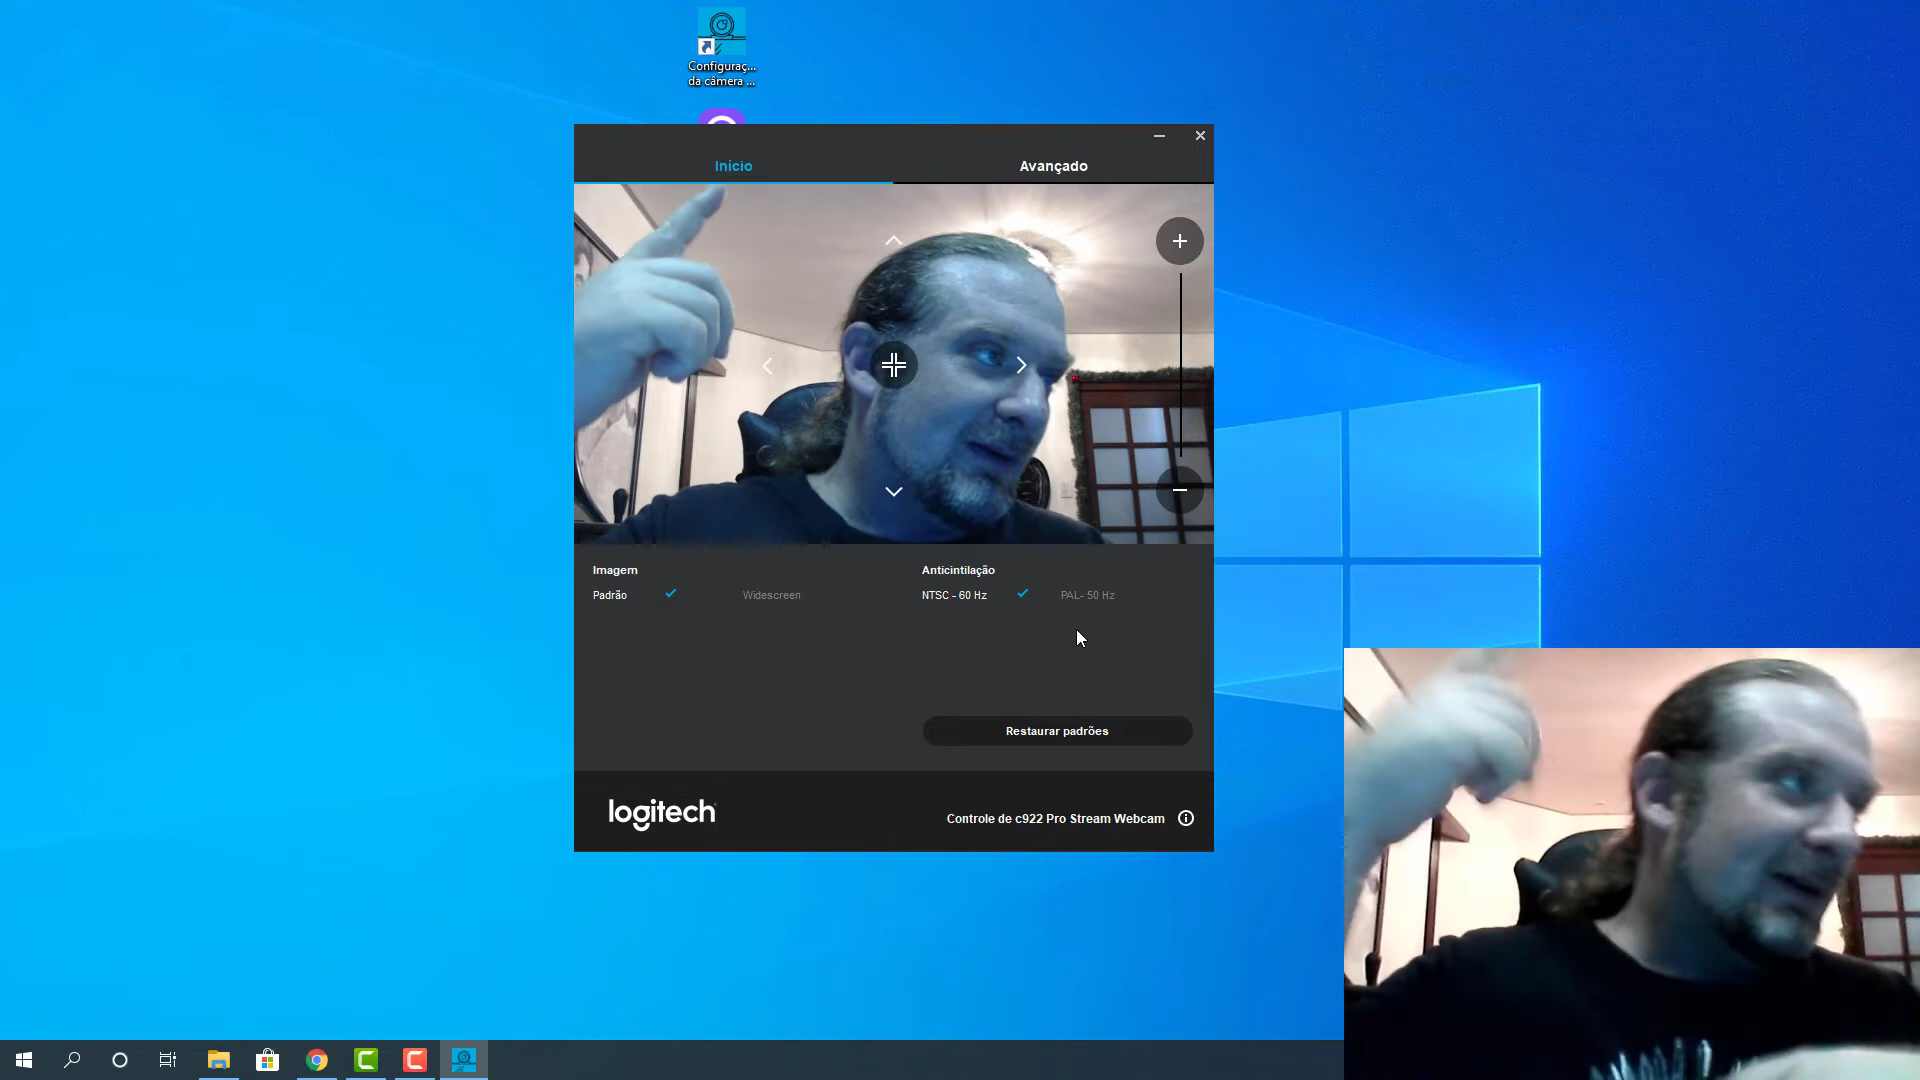 Configuraç...
da câmera ...
Início
Avançado
Imagem
Padrão
Widescreen
Anticintilação
NTSC - 60 Hz
PAL- 50 Hz
Restaurar padrões
logitech
Controle de c922 Pro Stream Webcam